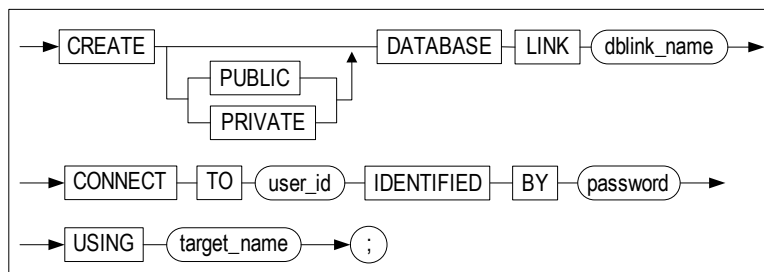 CREATE DATABASE LINK dblink_name
PUBLIC
PRIVATE
CONNECT TO user_id IDENTIFIED BY password
USING target_name ;